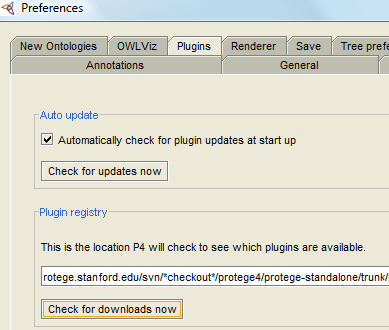 Preferences
New Ontologies OWLViz Plugins Renderer Save Tree prefe
Annotations General
Auto update
Automatically check for plugin updates at start up
Check for updates now
Plugin registry
This is the location P4 will check to see which plugins are available.
rotege.stanford.edu/svn/*checkout*/protege4/protege-standalone/trunk/
Check for downloads now